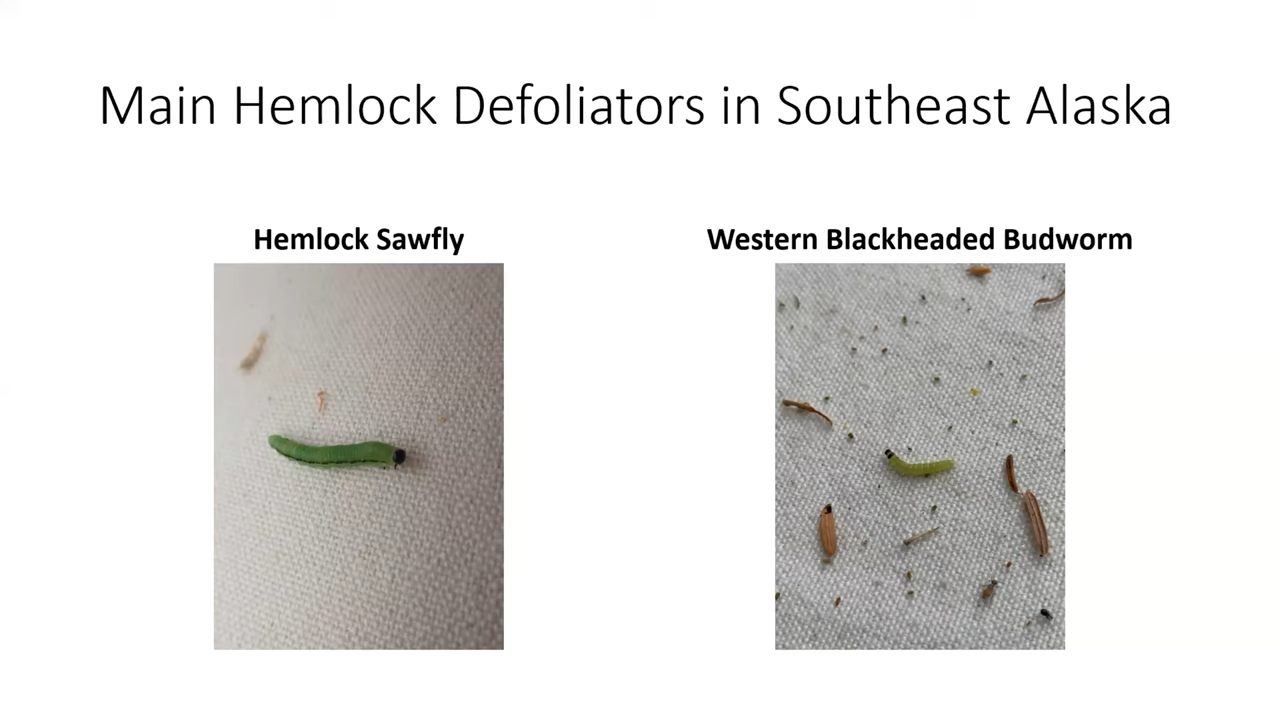 Main Hemlock Defoliators in Southeast Alaska
Hemlock Sawfly
Western Blackheaded Budworm